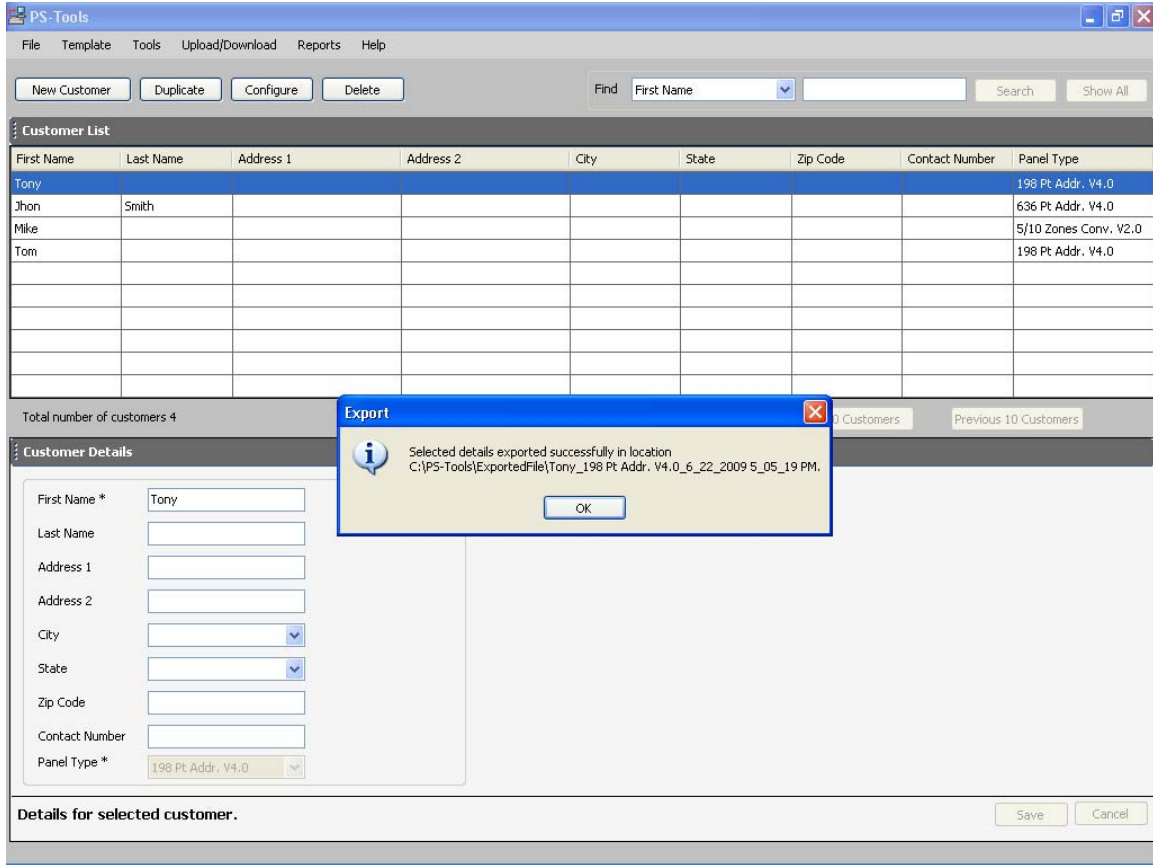 PS-Tools
File Template Tools Upload/Download Reports Help
New Customer Duplicate Configure Delete Find First Name Search Show All
Customer List
First Name Last Name Address 1 Address 2 City State Zip Code Contact Number Panel Type
Tony 198 Pt Addr. V4.0
Jhon Smith 636 Pt Addr. V4.0
Mike 5/10 Zones Conv. V2.0
Tom 198 Pt Addr. V4.0
Total number of customers 4 Customers Previous 10 Customers
Export
Selected details exported successfully in location
C:\PS-Tools\ExportedFile\Tony_198 Pt Addr. V4.0_6_22_2009 5_05_19 PM.
OK
Customer Details
First Name * Tony
Last Name
Address 1
Address 2
City
State
Zip Code
Contact Number
Panel Type * 198 Pt Addr. V4.0
Details for selected customer. Save Cancel